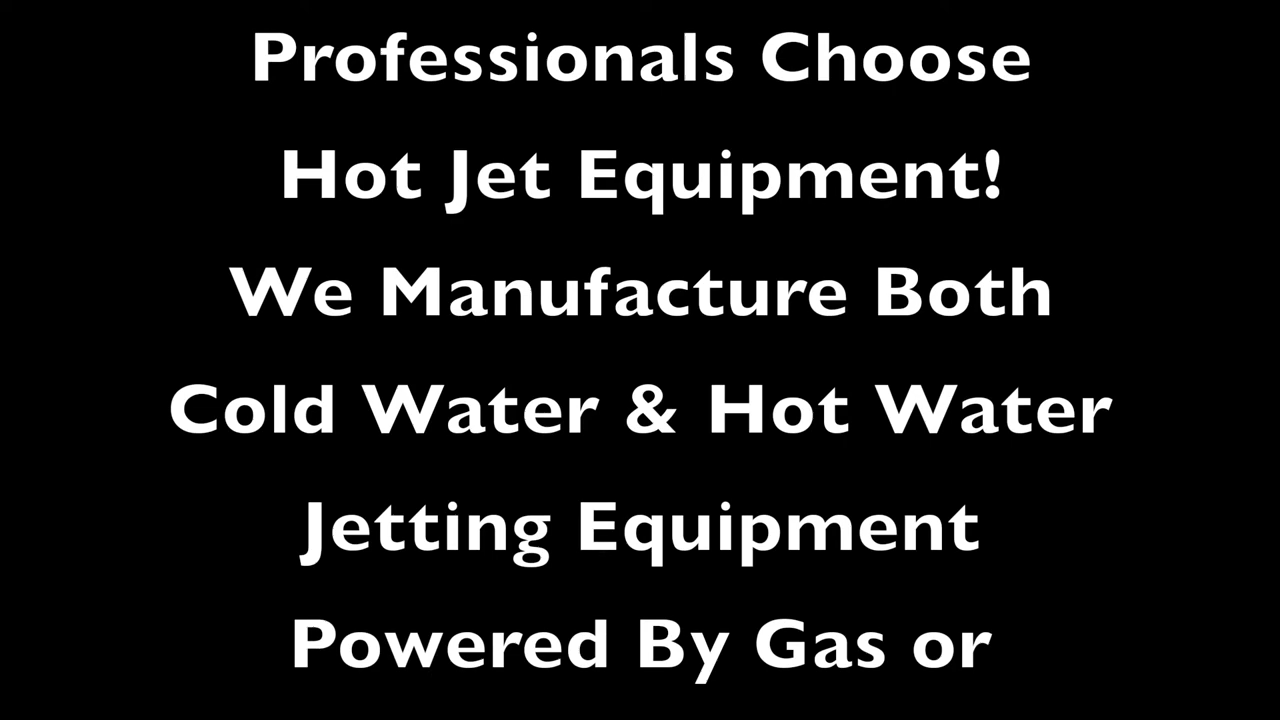 Professionals Choose
Hot Jet Equipment!
We Manufacture Both
Cold Water & Hot Water
Jetting Equipment
Powered By Gas or